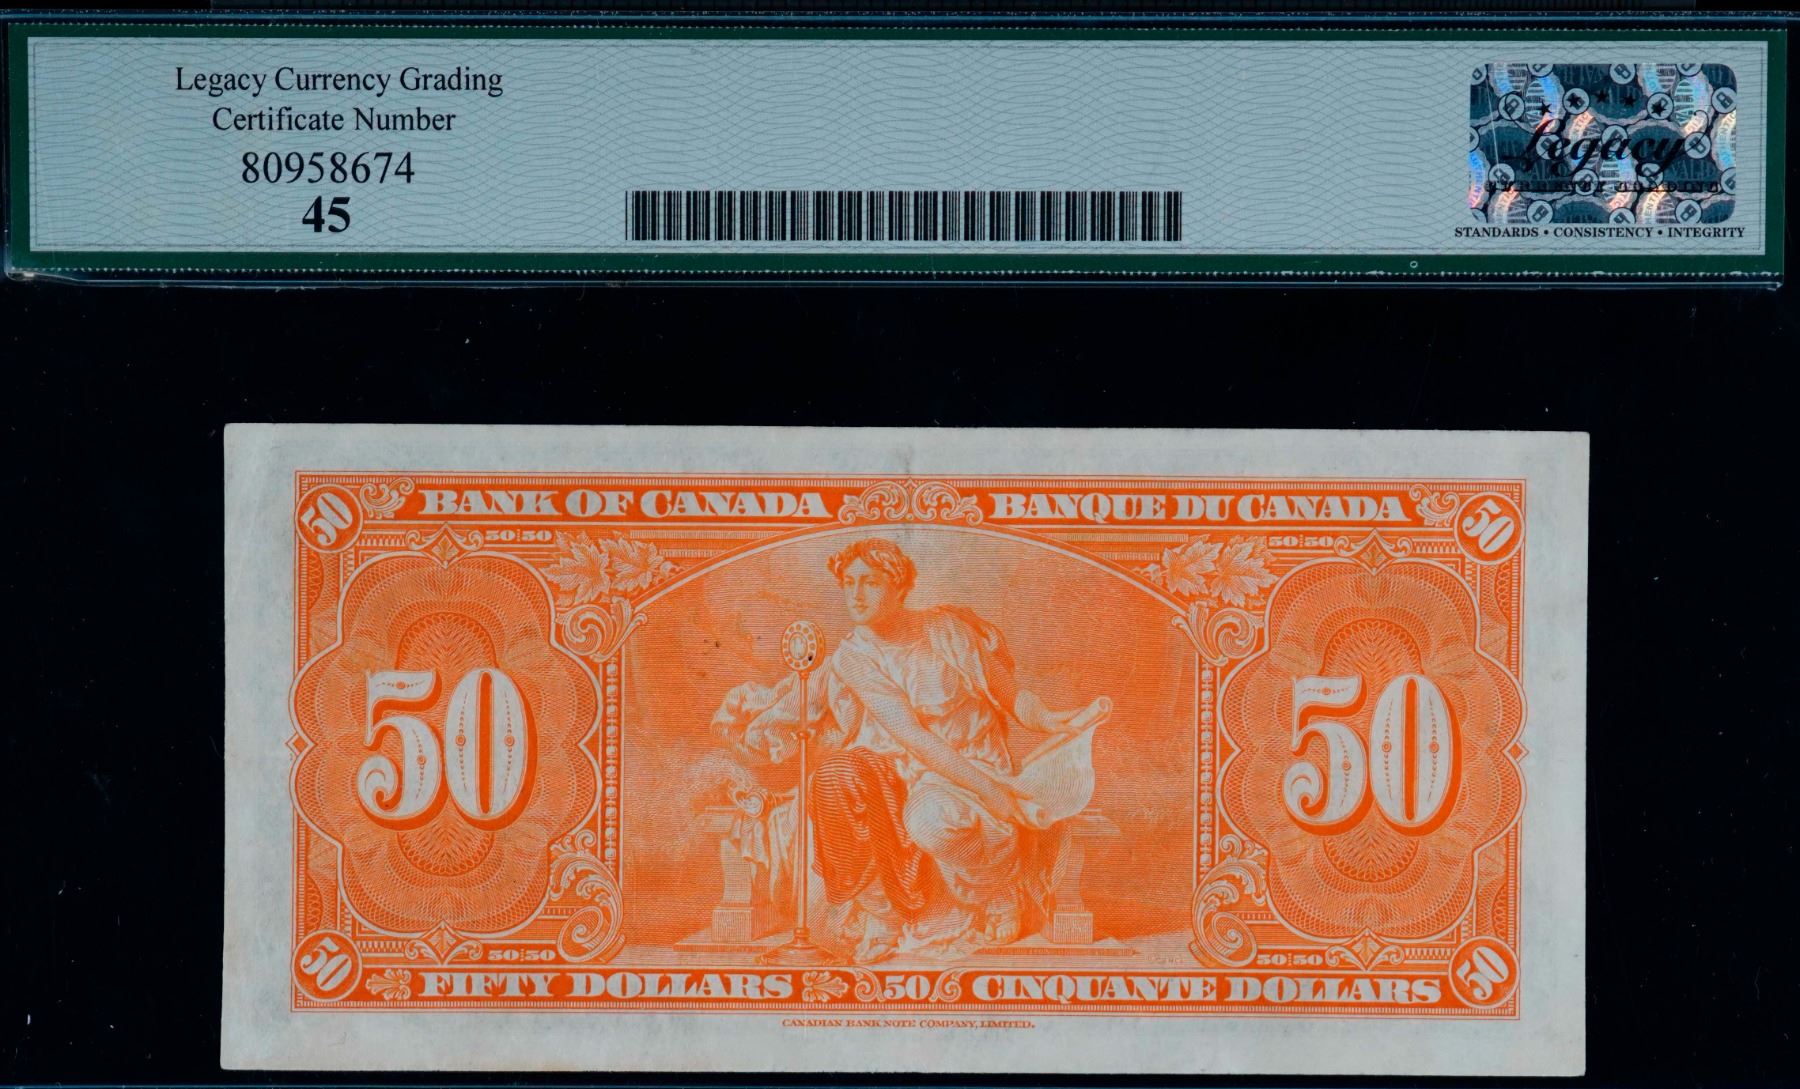 Legacy Currency Grading
Certificate Number
80958674
45
Legacy
CURRENCY GRADING
STANDARDS • CONSISTENCY • INTEGRITY
50 BANK OF CANADA BANQUE DU CANADA 50
50 50 50 50
50 50
50 50 50 50
50 FIFTY DOLLARS 50 CINQUANTE DOLLARS 50
CANADIAN BANK NOTE COMPANY, LIMITED.